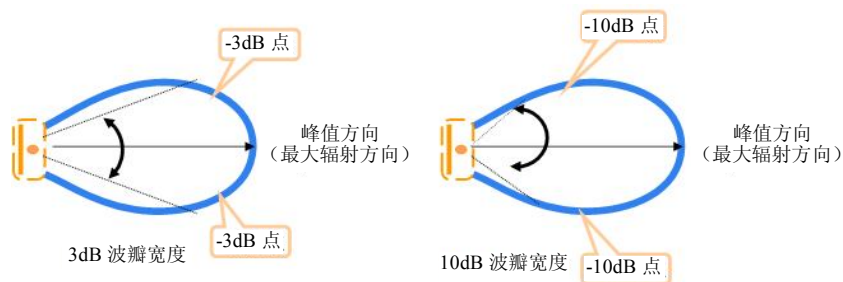 -3dB 点
峰值方向
（最大辐射方向）
-3dB 点
3dB 波瓣宽度
-10dB 点
峰值方向
（最大辐射方向）
10dB 波瓣宽度
-10dB 点